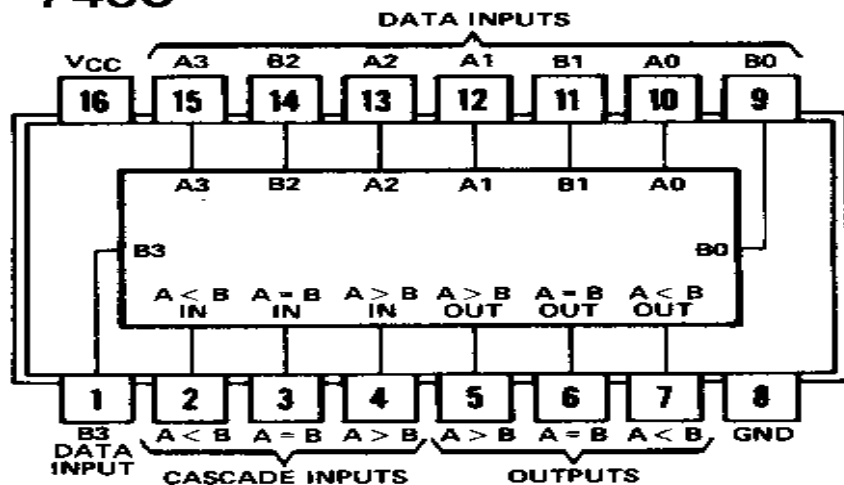 DATA INPUTS
VCC A3 B2 A2 A1 B1 A0 B0
16 15 14 13 12 11 10 9
A3 B2 A2 A1 B1 A0
B3 B0
A < B A = B A > B A > B A = B A < B
IN IN IN OUT OUT OUT
1 2 3 4 5 6 7 8
B3 A < B A = B A > B A > B A = B A < B GND
DATA
INPUT
CASCADE INPUTS OUTPUTS